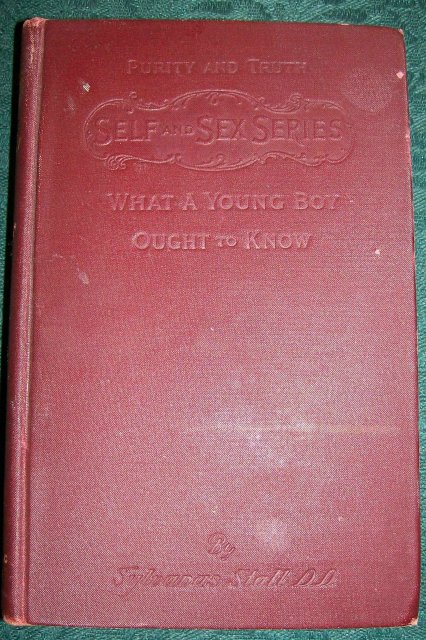 PURITY AND TRUTH
SELF AND SEX SERIES
WHAT A YOUNG BOY
OUGHT TO KNOW
By
Sylvanus Stall. D.D.